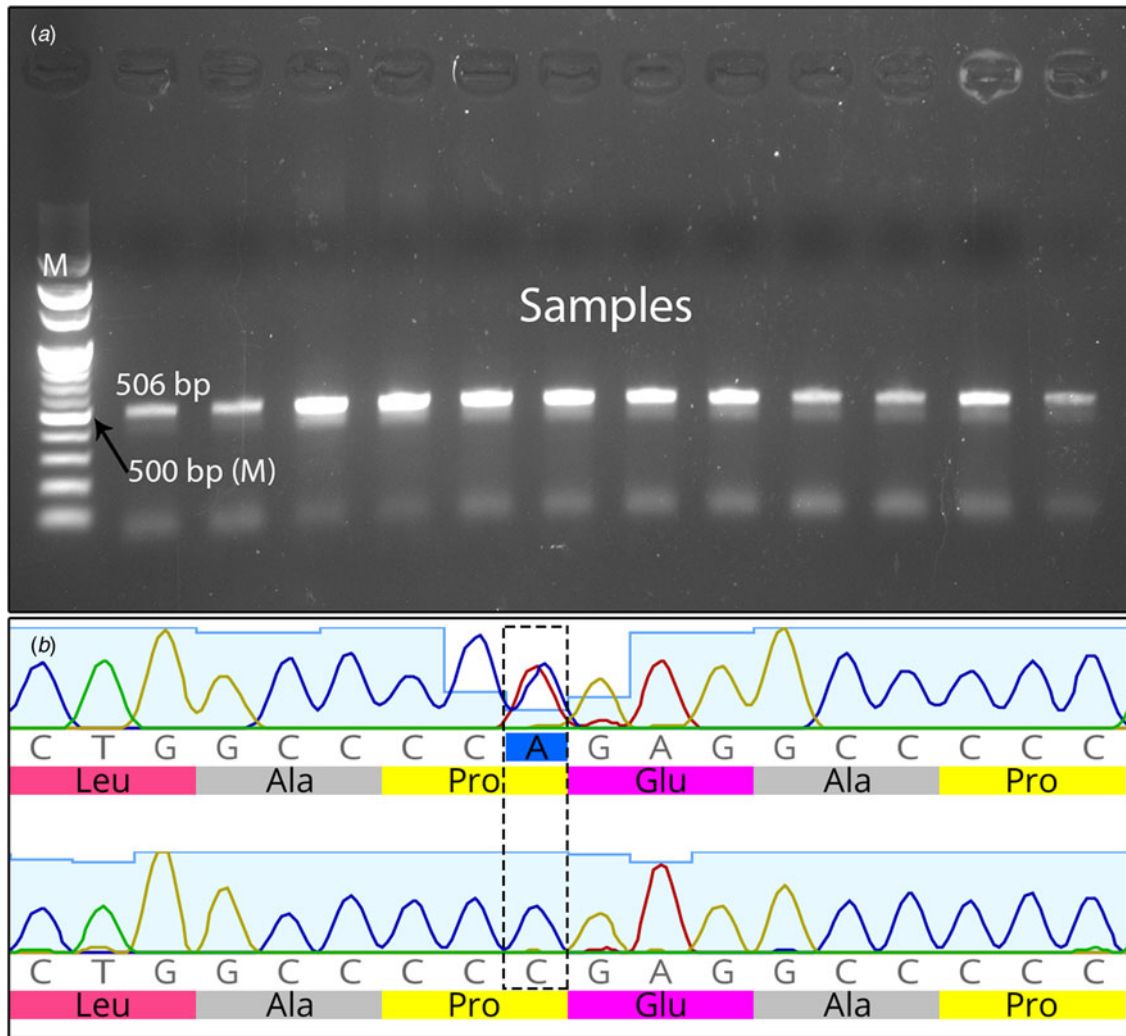 (a)
M
Samples
506 bp
500 bp (M)
(b)
C T G G C C C C A G A G G C C C C C
Leu Ala Pro Glu Ala Pro
C T G G C C C C C G A G G C C C C C
Leu Ala Pro Glu Ala Pro